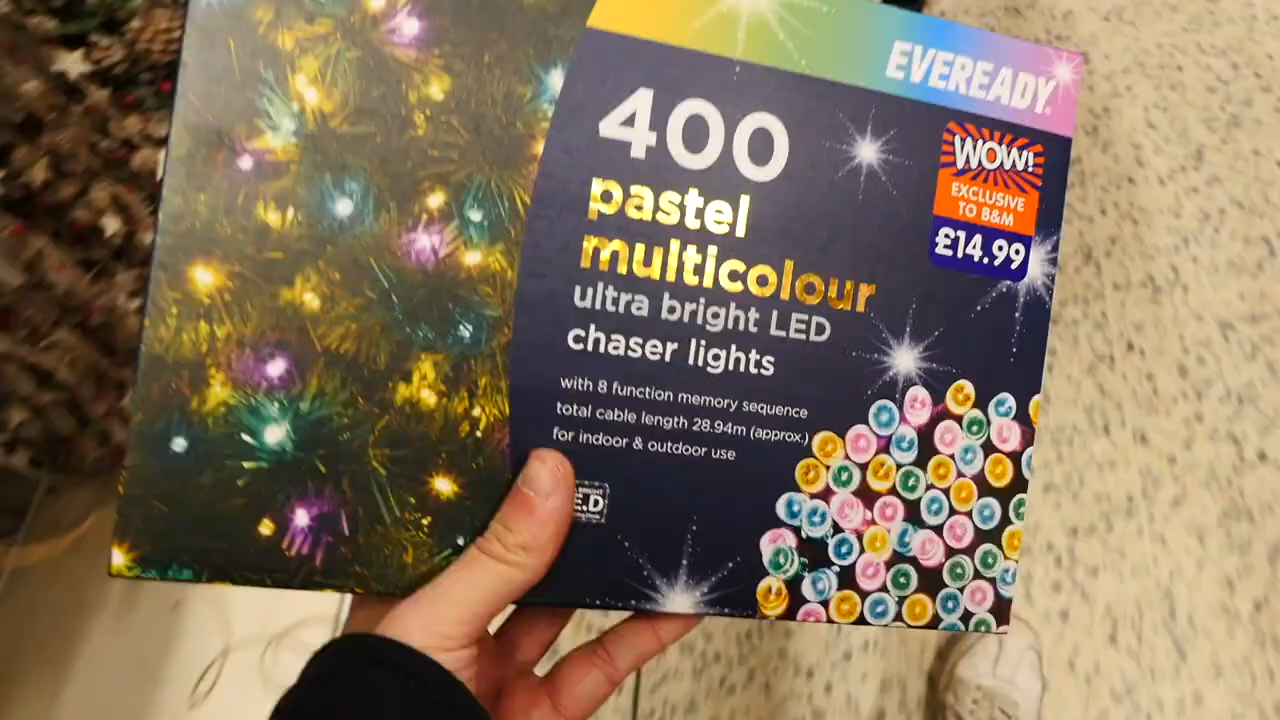 EVEREADY
400
pastel
multicolour
ultra bright LED
chaser lights
with 8 function memory sequence
total cable length 28.94m (approx.)
for indoor & outdoor use
WOW!
EXCLUSIVE
TO B&M
£14.99
BRIGHT